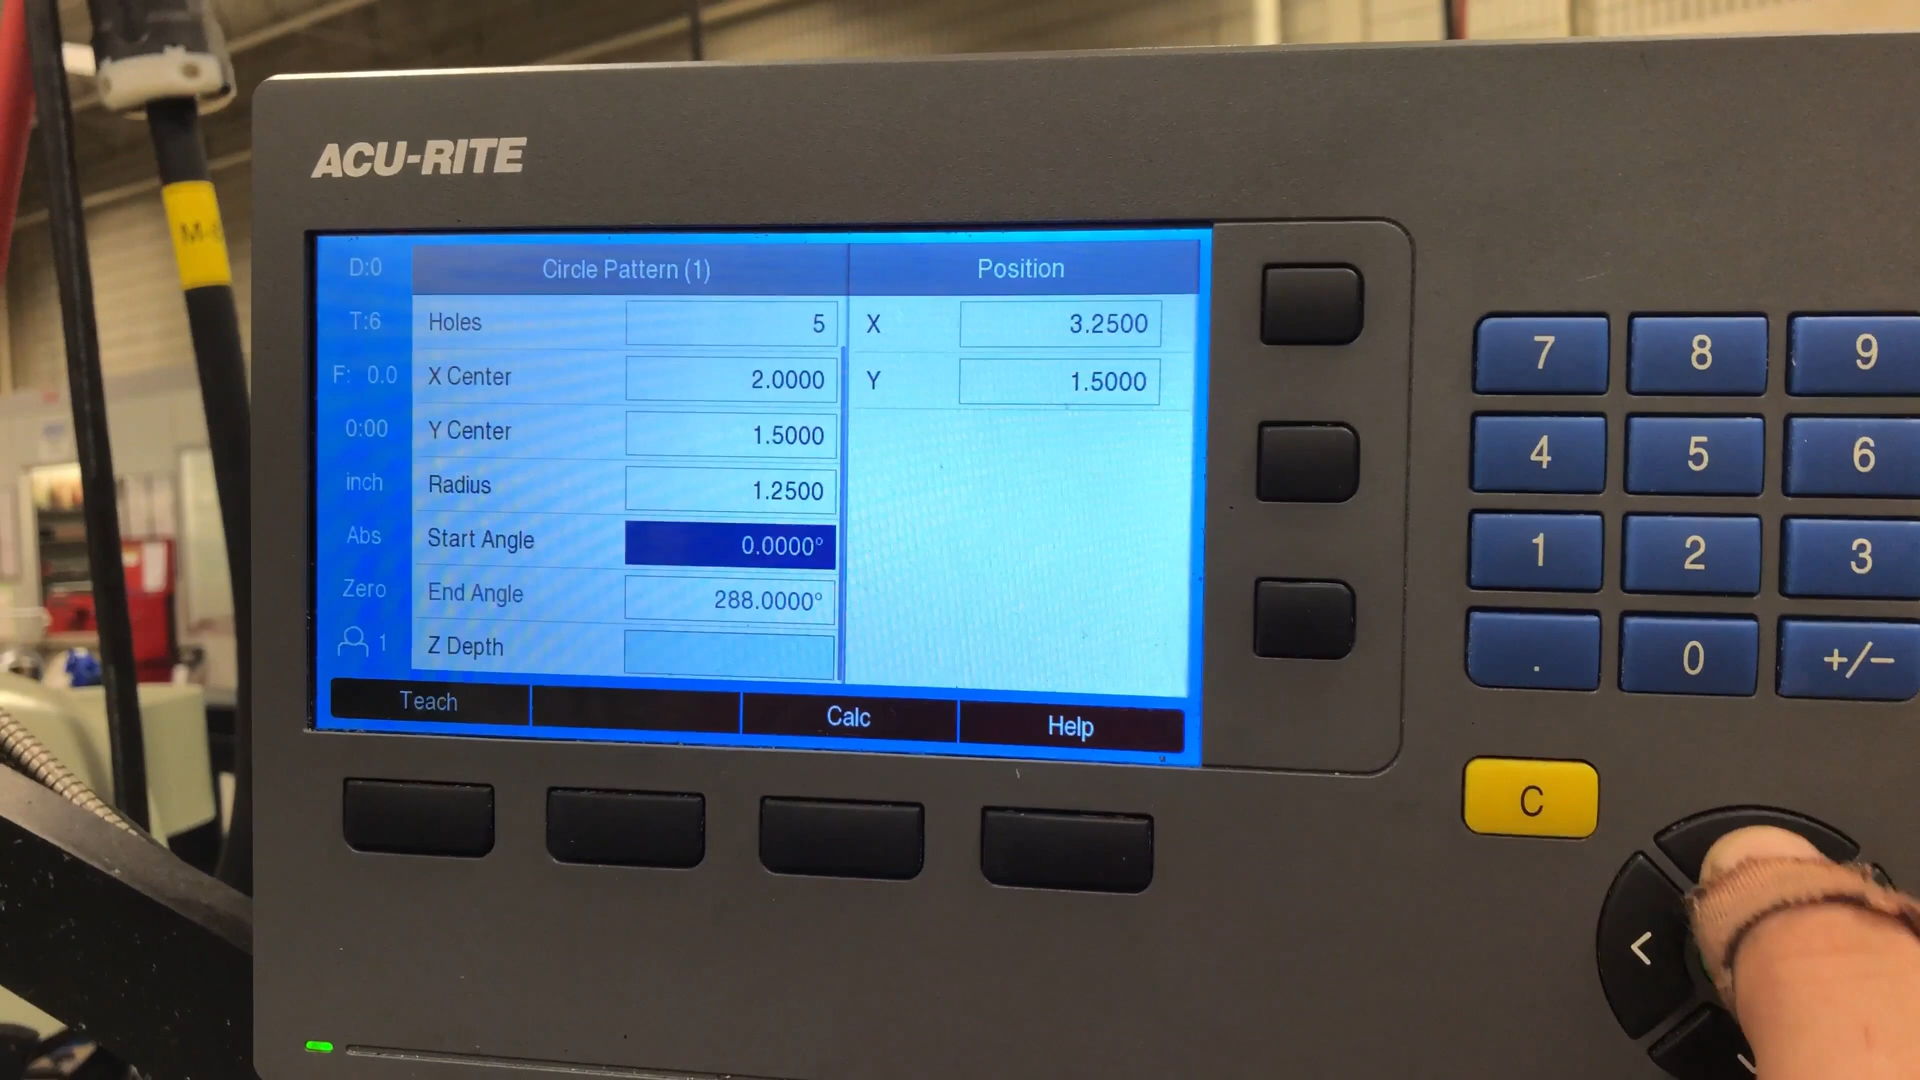 M-
ACU-RITE
D:0
T:6
F: 0.0
0:00
inch
Abs
Zero
1
Circle Pattern (1)
Holes 5
X Center 2.0000
Y Center 1.5000
Radius 1.2500
Start Angle 0.0000°
End Angle 288.0000°
Z Depth
Position
X 3.2500
Y 1.5000
Teach Calc Help
7 8 9
4 5 6
1 2 3
. 0 +/-
C
<